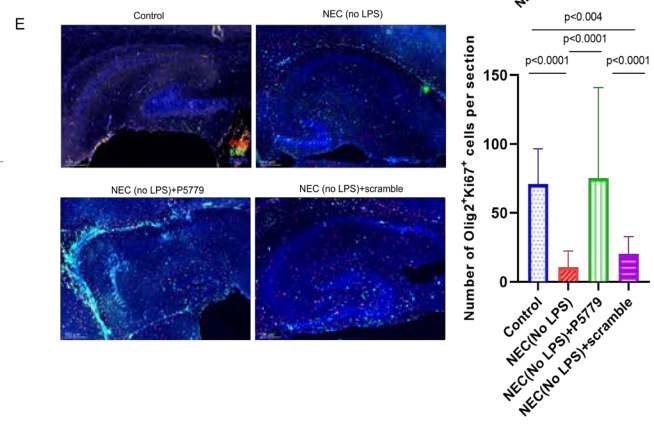 E
Control
NEC (no LPS)
NEC (no LPS)+P5779
NEC (no LPS)+scramble
p<0.004
p<0.0001
p<0.0001
p<0.0001
Number of Olig2⁺Ki67⁺ cells per section
150
100
50
0
Control
NEC(No LPS)
NEC(No LPS)+P5779
NEC(No LPS)+scramble